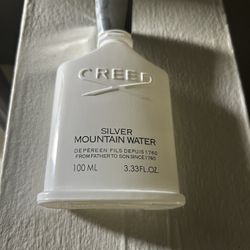 CREED
SILVER
MOUNTAIN WATER
DE PÈRE EN FILS DEPUIS 1760
FROM FATHER TO SON SINCE 1760
100 ML 3.33 FL.OZ.